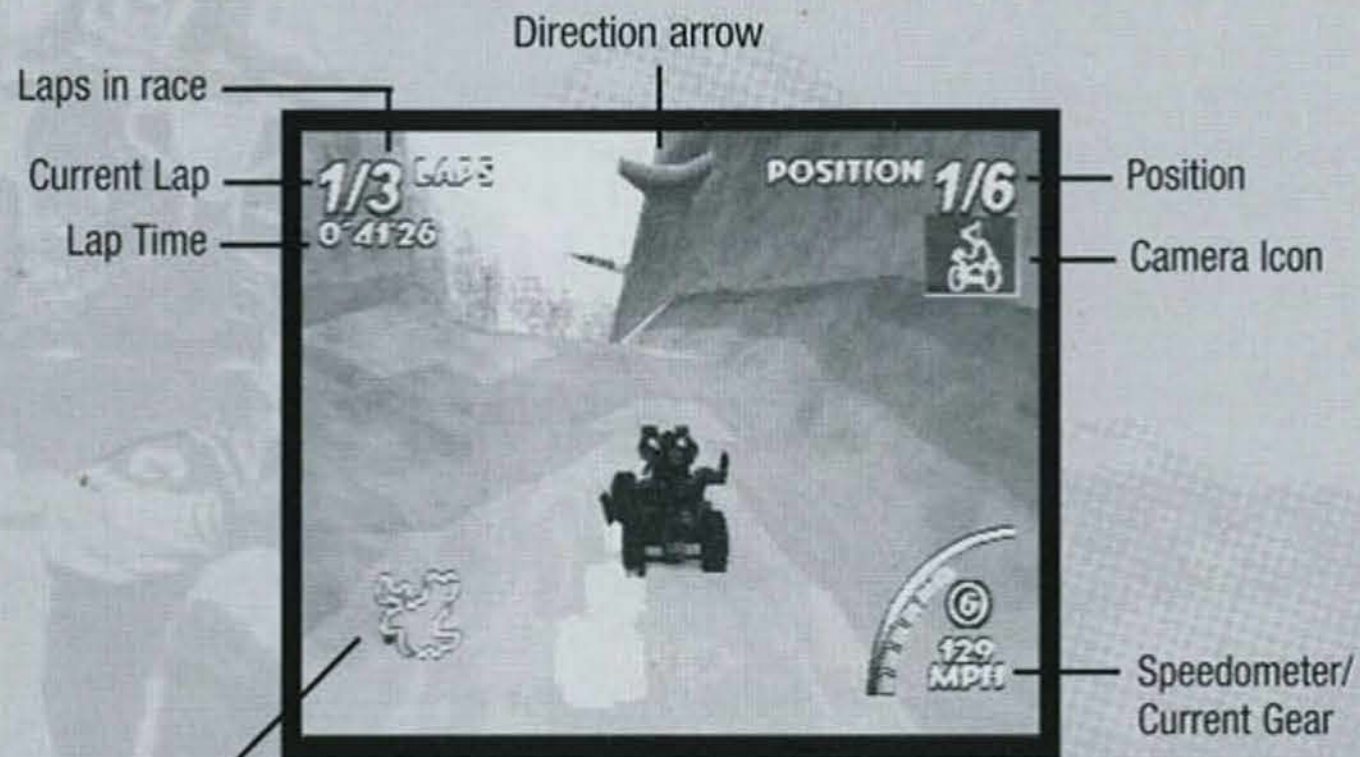 Direction arrow
Laps in race
Current Lap
Lap Time
1/3 LAPS
0'41'26
POSITION 1/6
Position
Camera Icon
6
129
MPH
Speedometer/
Current Gear